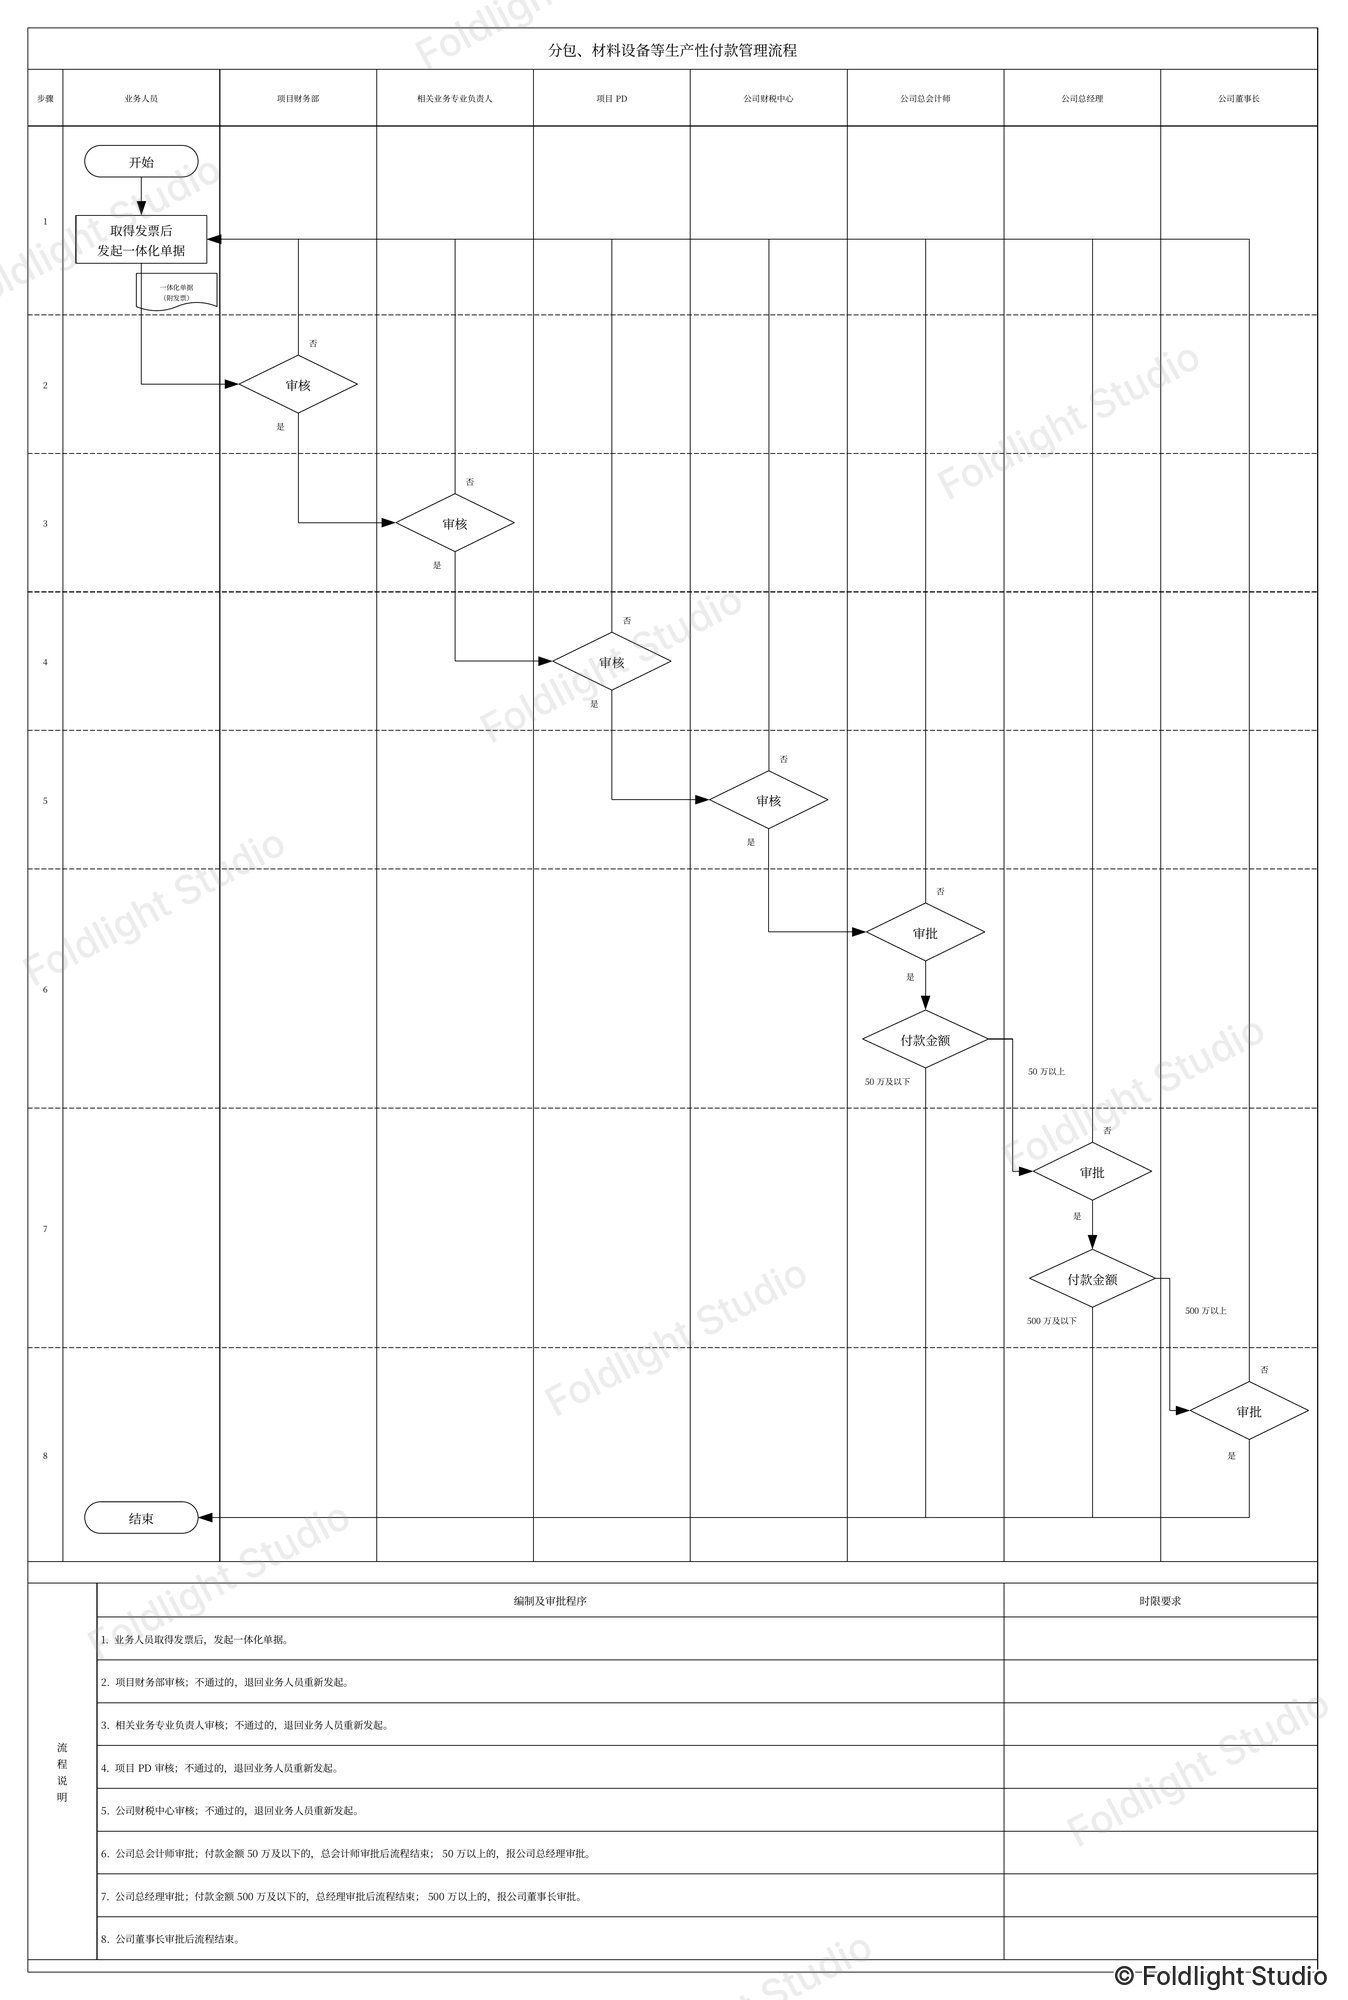 分包、材料设备等生产性付款管理流程
步骤 业务人员 项目财务部 相关业务专业负责人 项目 PD 公司财税中心 公司总会计师 公司总经理 公司董事长
开始
1
取得发票后
发起一体化单据
一体化单据
（附发票）
否
2
审核
是
否
3
审核
是
否
4
审核
是
否
5
审核
是
否
审批
是
6
付款金额
50 万以上
50 万及以下
否
审批
是
7
付款金额
500 万以上
500 万及以下
否
审批
是
8
结束
流程说明
编制及审批程序 时限要求
1. 业务人员取得发票后，发起一体化单据。
2. 项目财务部审核；不通过的，退回业务人员重新发起。
3. 相关业务专业负责人审核；不通过的，退回业务人员重新发起。
4. 项目 PD 审核；不通过的，退回业务人员重新发起。
5. 公司财税中心审核；不通过的，退回业务人员重新发起。
6. 公司总会计师审批；付款金额 50 万及以下的，总会计师审批后流程结束； 50 万以上的，报公司总经理审批。
7. 公司总经理审批；付款金额 500 万及以下的，总经理审批后流程结束； 500 万以上的，报公司董事长审批。
8. 公司董事长审批后流程结束。
Foldlight Studio
© Foldlight Studio